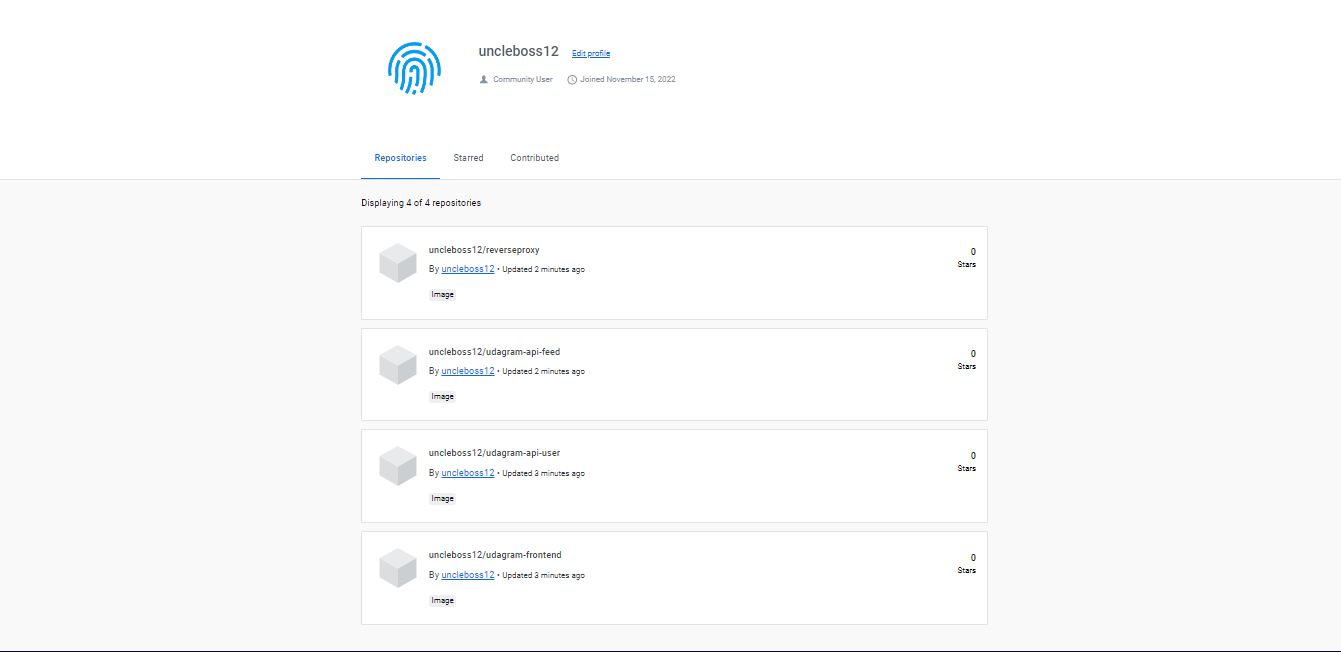 uncleboss12 Edit profile
Community User Joined November 15, 2022
Repositories Starred Contributed
Displaying 4 of 4 repositories
uncleboss12/reverseproxy
0
By uncleboss12 • Updated 2 minutes ago
Stars
Image
uncleboss12/udagram-api-feed
0
By uncleboss12 • Updated 2 minutes ago
Stars
Image
uncleboss12/udagram-api-user
0
By uncleboss12 • Updated 3 minutes ago
Stars
Image
uncleboss12/udagram-frontend
0
By uncleboss12 • Updated 3 minutes ago
Stars
Image